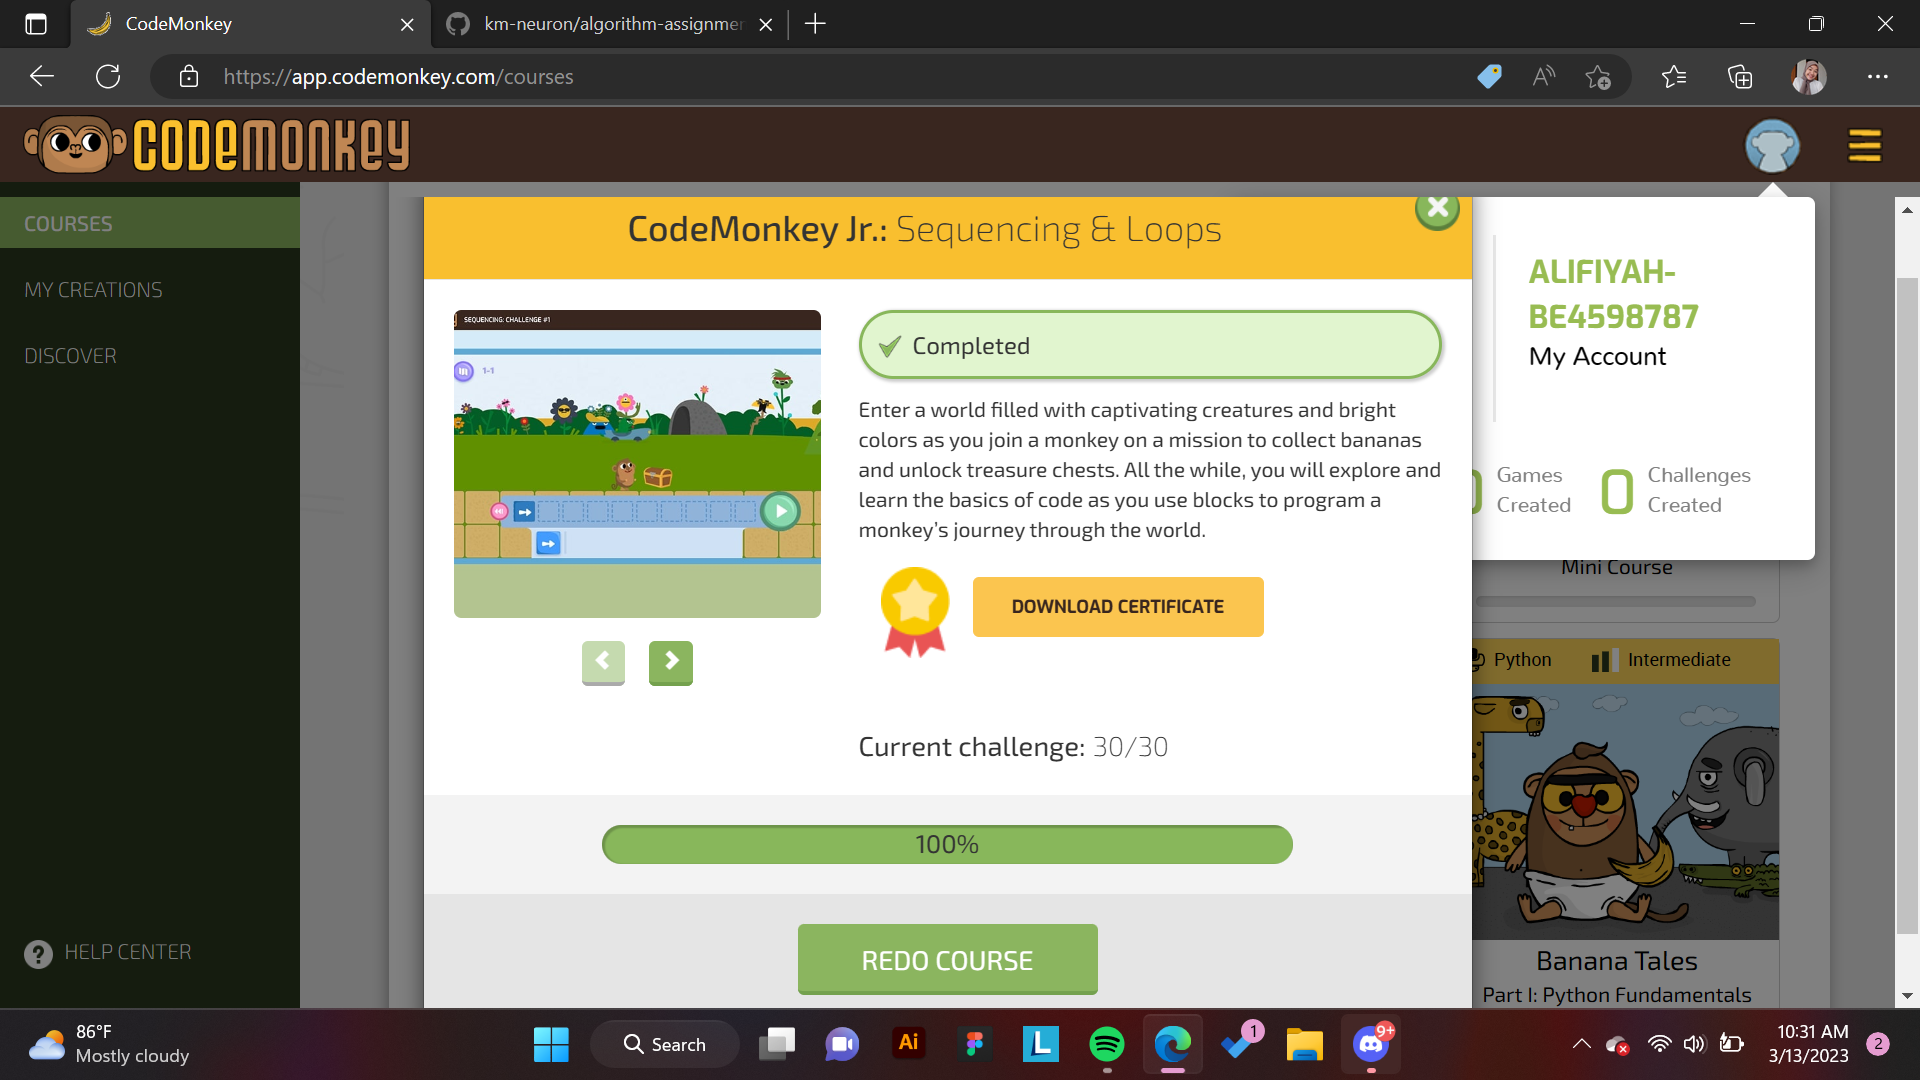 CodeMonkey
km-neuron/algorithm-assignmen
https://app.codemonkey.com/courses
CODEMONKEY
COURSES
MY CREATIONS
DISCOVER
HELP CENTER
CodeMonkey Jr.: Sequencing & Loops
SEQUENCING: CHALLENGE #1
1-1
Completed
Enter a world filled with captivating creatures and bright
colors as you join a monkey on a mission to collect bananas
and unlock treasure chests. All the while, you will explore and
learn the basics of code as you use blocks to program a
monkey's journey through the world.
DOWNLOAD CERTIFICATE
Current challenge: 30/30
100%
REDO COURSE
ALIFIYAH-
BE4598787
My Account
0 Games
Created
0 Challenges
Created
Mini Course
Python Intermediate
Banana Tales
Part I: Python Fundamentals
86°F
Mostly cloudy
Search
Ai
L
1
9+
10:31 AM
3/13/2023
2